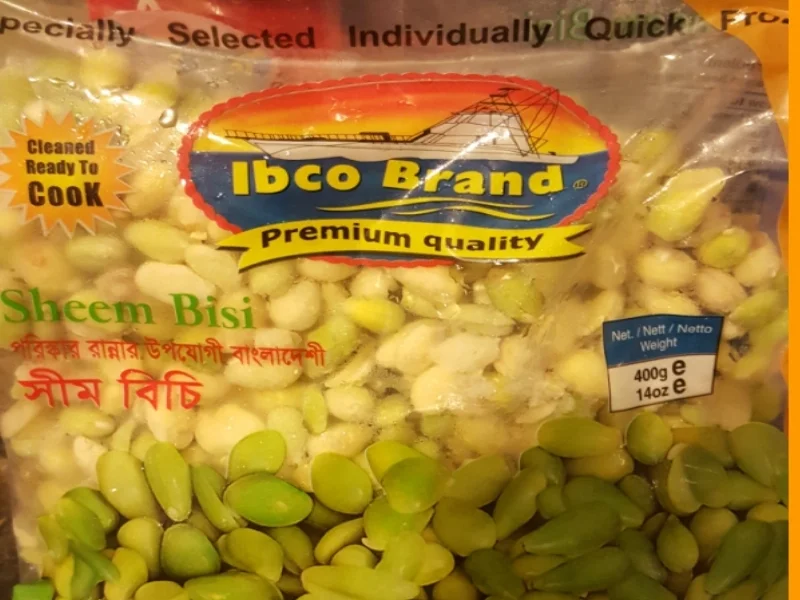 pecially Selected Individually Quick Fro
Cleaned
Ready To
CooK
Ibco Brand ®
Premium quality
Sheem Bisi
পরিষ্কার রান্নার উপযোগী বাংলাদেশী
সীম বিচি
Net. / Nett / Netto
Weight
400g e
14oz e